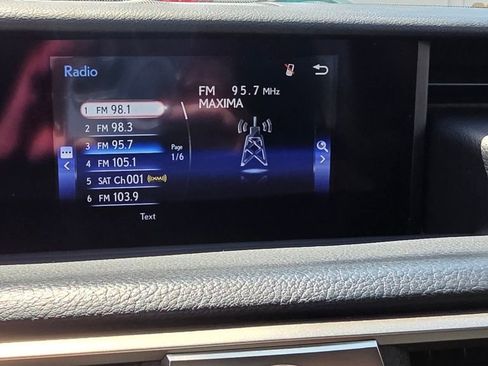 Radio
FM 95.7 MHz
MAXIMA
1 FM 98.1
2 FM 98.3
3 FM 95.7
4 FM 105.1
5 SAT Ch001 ((XM))
6 FM 103.9
Page
1/6
Text